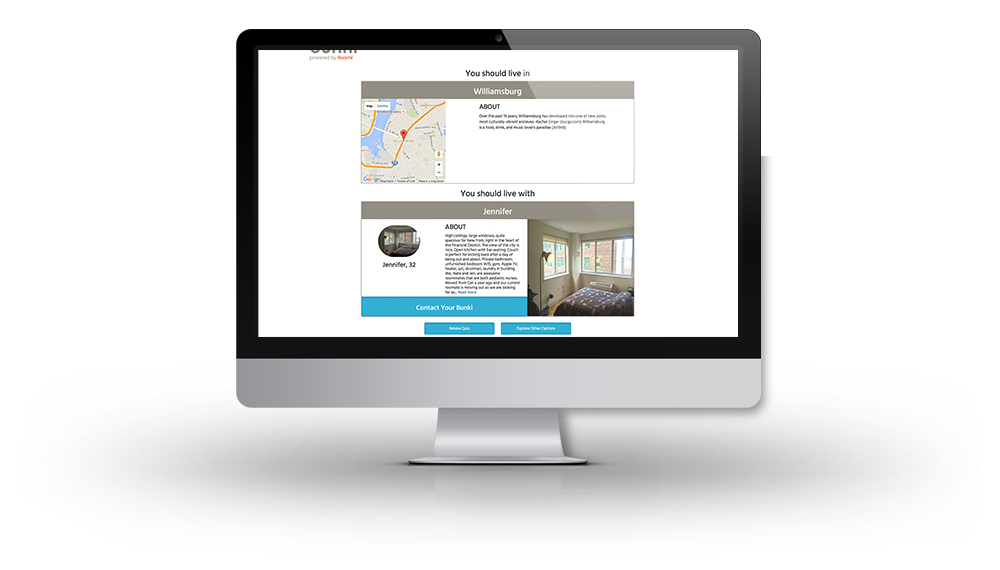 powered by Roomi
You should live in
Williamsburg
Map Satellite
ABOUT
Over the past 15 years, Williamsburg has developed into one of new yorks
most culturally vibrant enclaves -Rachel Singer (nycgo.com) Williamsburg
is a food, drink, and music lover's paradise (AirBnB)
Google Map Data Terms of Use Report a map error
You should live with
Jennifer
Jennifer, 32
ABOUT
High ceilings, large windows, quite
spacious for New York, right in the heart of
the Financial District. The view of the city is
nice. Open kitchen with bar seating. Couch
is perfect for kicking back after a day of
being out and about. Private bathroom,
unfurnished bedroom Wifi, gym, Apple TV,
heater, a/c, doorman, laundry in building
We, Nate and Jen, are awesome
roommates that are both pediatric nurses
Moved from Cali a year ago and our current
roomate is moving out so we are looking
for so... Read more
Contact Your Bunki
Retake Quiz
Explore Other Options